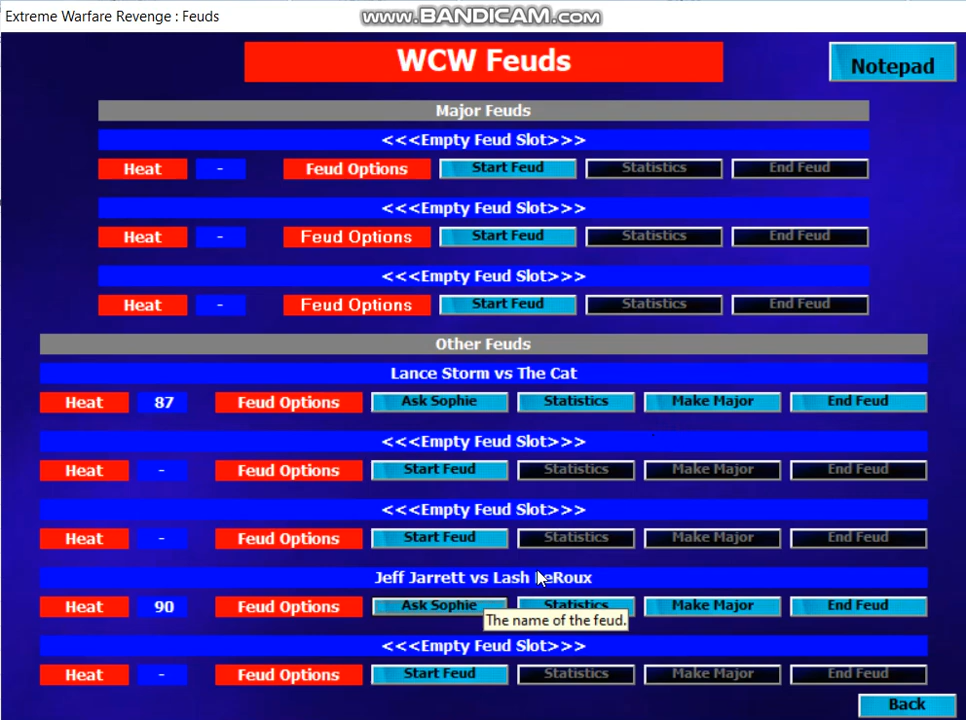 Extreme Warfare Revenge : Feuds
www.BANDICAM.com
WCW Feuds
Notepad
Major Feuds
<<<Empty Feud Slot>>>
Heat - Feud Options Start Feud Statistics End Feud
<<<Empty Feud Slot>>>
Heat - Feud Options Start Feud Statistics End Feud
<<<Empty Feud Slot>>>
Heat - Feud Options Start Feud Statistics End Feud
Other Feuds
Lance Storm vs The Cat
Heat 87 Feud Options Ask Sophie Statistics Make Major End Feud
<<<Empty Feud Slot>>>
Heat - Feud Options Start Feud Statistics Make Major End Feud
<<<Empty Feud Slot>>>
Heat - Feud Options Start Feud Statistics Make Major End Feud
Jeff Jarrett vs Lash LeRoux
Heat 90 Feud Options Ask Sophie Statistics Make Major End Feud
The name of the feud.
<<<Empty Feud Slot>>>
Heat - Feud Options Start Feud Statistics Make Major End Feud
Back